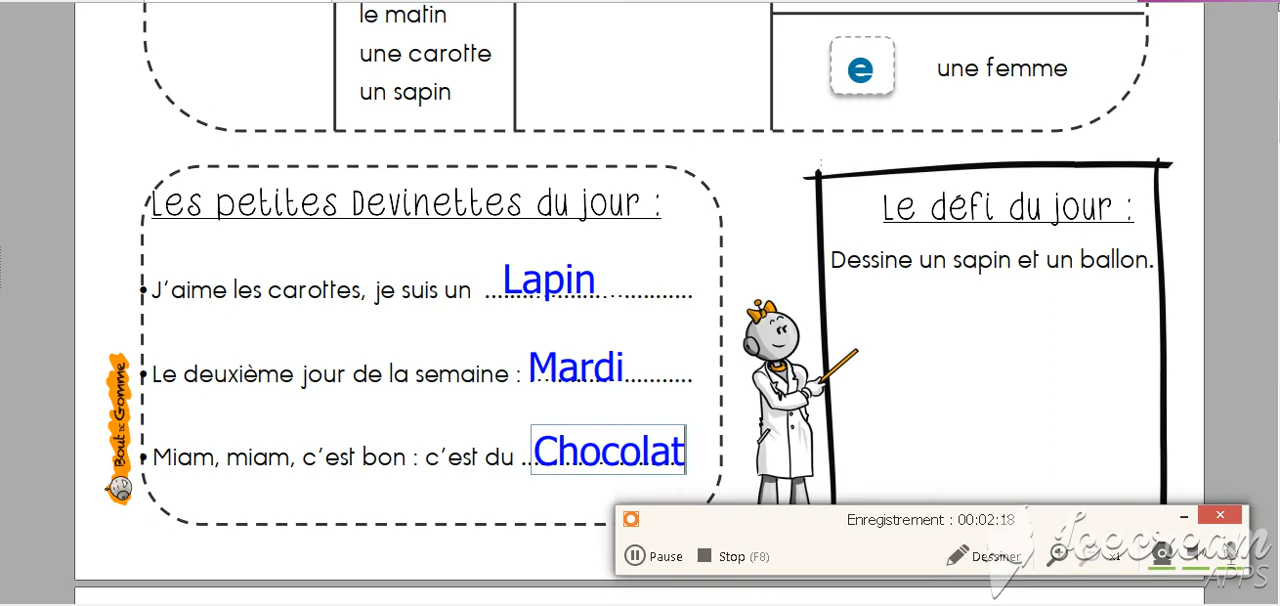 le matin
une carotte
un sapin
e une femme
Les petites Devinettes du jour :
• J'aime les carottes, je suis un Lapin
• Le deuxième jour de la semaine : Mardi
• Miam, miam, c'est bon : c'est du Chocolat
Bout de Gomme
Le défi du jour :
Dessine un sapin et un ballon.
Enregistrement : 00:02:18
Pause Stop (F8) Dessiner x1
Icecream
APPS